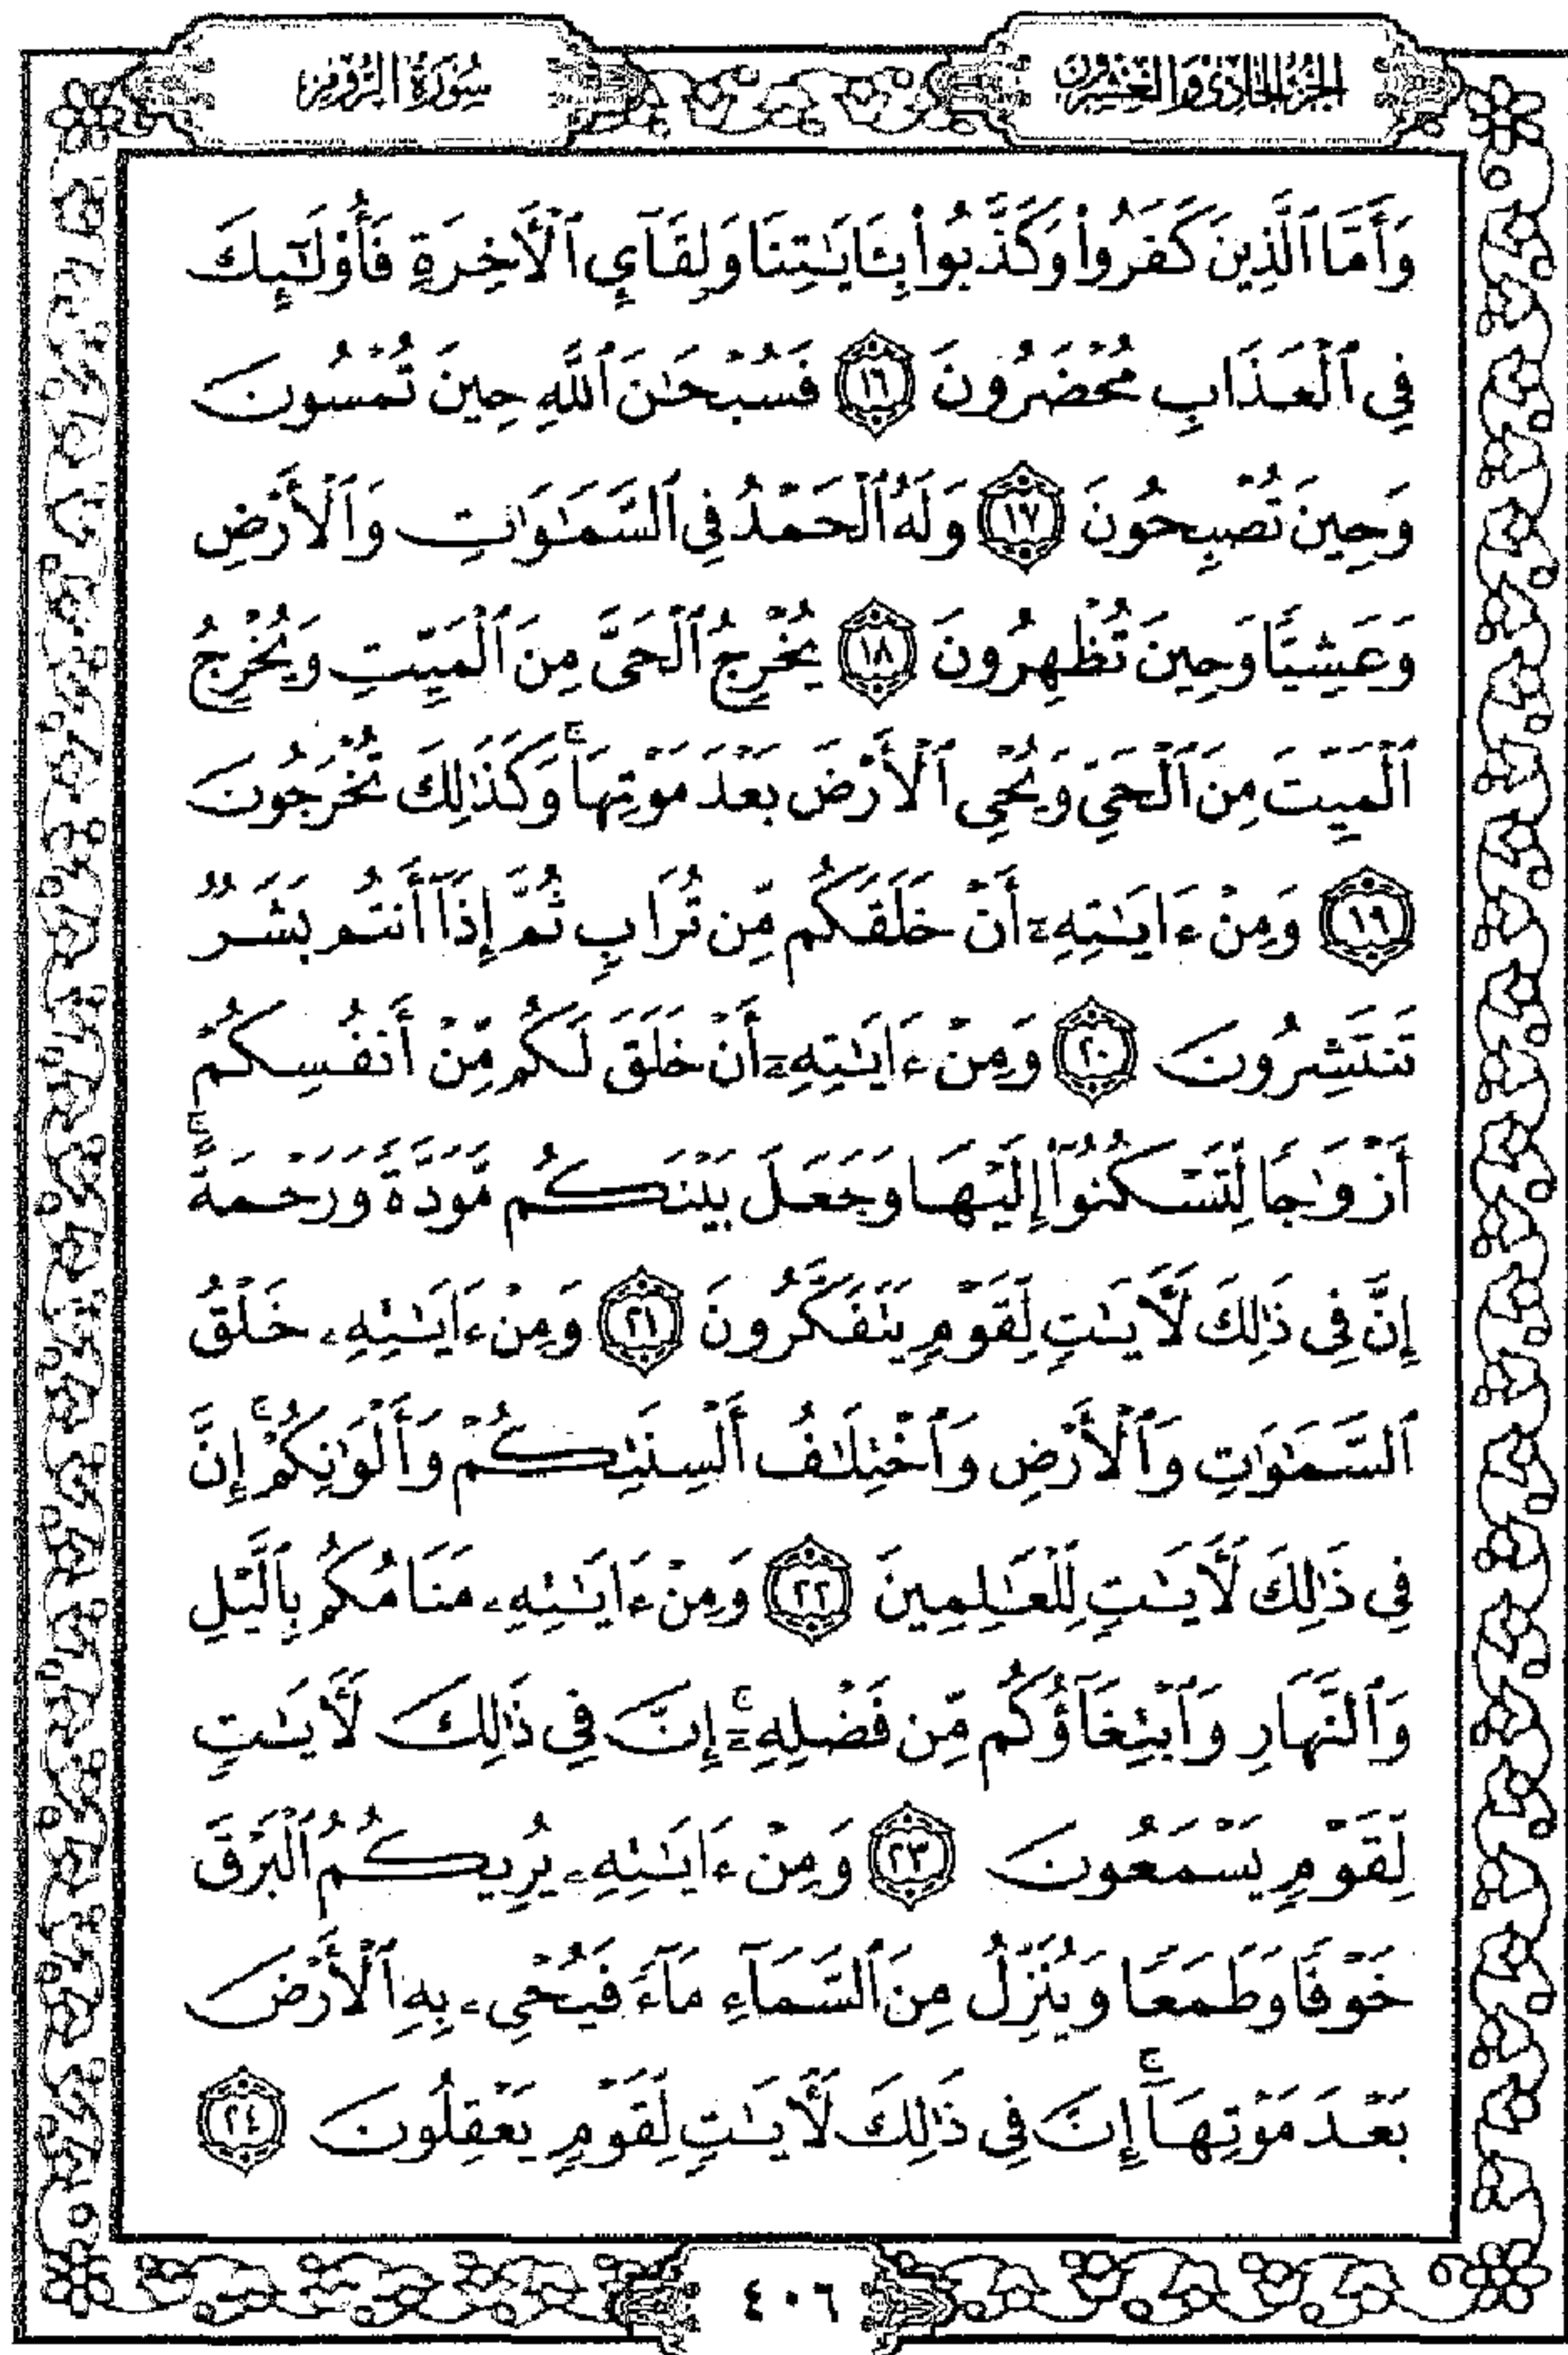 الجزء الحادي والعشرون
سورة الروم
وَأَمَّا ٱلَّذِينَ كَفَرُوا۟ وَكَذَّبُوا۟ بِـَٔايَـٰتِنَا وَلِقَآئِ ٱلْـَٔاخِرَةِ فَأُو۟لَـٰٓئِكَ
فِى ٱلْعَذَابِ مُحْضَرُونَ ١٦ فَسُبْحَـٰنَ ٱللَّهِ حِينَ تُمْسُونَ
وَحِينَ تُصْبِحُونَ ١٧ وَلَهُ ٱلْحَمْدُ فِى ٱلسَّمَـٰوَٰتِ وَٱلْأَرْضِ
وَعَشِيًّا وَحِينَ تُظْهِرُونَ ١٨ يُخْرِجُ ٱلْحَىَّ مِنَ ٱلْمَيِّتِ وَيُخْرِجُ
ٱلْمَيِّتَ مِنَ ٱلْحَىِّ وَيُحْىِ ٱلْأَرْضَ بَعْدَ مَوْتِهَا ۚ وَكَذَٰلِكَ تُخْرَجُونَ
١٩ وَمِنْ ءَايَـٰتِهِۦٓ أَنْ خَلَقَكُم مِّن تُرَابٍ ثُمَّ إِذَآ أَنتُم بَشَرٌ
تَنتَشِرُونَ ٢٠ وَمِنْ ءَايَـٰتِهِۦٓ أَنْ خَلَقَ لَكُم مِّنْ أَنفُسِكُمْ
أَزْوَٰجًا لِّتَسْكُنُوٓا۟ إِلَيْهَا وَجَعَلَ بَيْنَكُم مَّوَدَّةً وَرَحْمَةً ۚ
إِنَّ فِى ذَٰلِكَ لَـَٔايَـٰتٍ لِّقَوْمٍ يَتَفَكَّرُونَ ٢١ وَمِنْ ءَايَـٰتِهِۦ خَلْقُ
ٱلسَّمَـٰوَٰتِ وَٱلْأَرْضِ وَٱخْتِلَـٰفُ أَلْسِنَتِكُمْ وَأَلْوَٰنِكُمْ ۚ إِنَّ
فِى ذَٰلِكَ لَـَٔايَـٰتٍ لِّلْعَـٰلِمِينَ ٢٢ وَمِنْ ءَايَـٰتِهِۦ مَنَامُكُم بِٱلَّيْلِ
وَٱلنَّهَارِ وَٱبْتِغَآؤُكُم مِّن فَضْلِهِۦٓ ۚ إِنَّ فِى ذَٰلِكَ لَـَٔايَـٰتٍ
لِّقَوْمٍ يَسْمَعُونَ ٢٣ وَمِنْ ءَايَـٰتِهِۦ يُرِيكُمُ ٱلْبَرْقَ
خَوْفًا وَطَمَعًا وَيُنَزِّلُ مِنَ ٱلسَّمَآءِ مَآءً فَيُحْىِۦ بِهِ ٱلْأَرْضَ
بَعْدَ مَوْتِهَآ ۚ إِنَّ فِى ذَٰلِكَ لَـَٔايَـٰتٍ لِّقَوْمٍ يَعْقِلُونَ ٢٤
٤٠٦